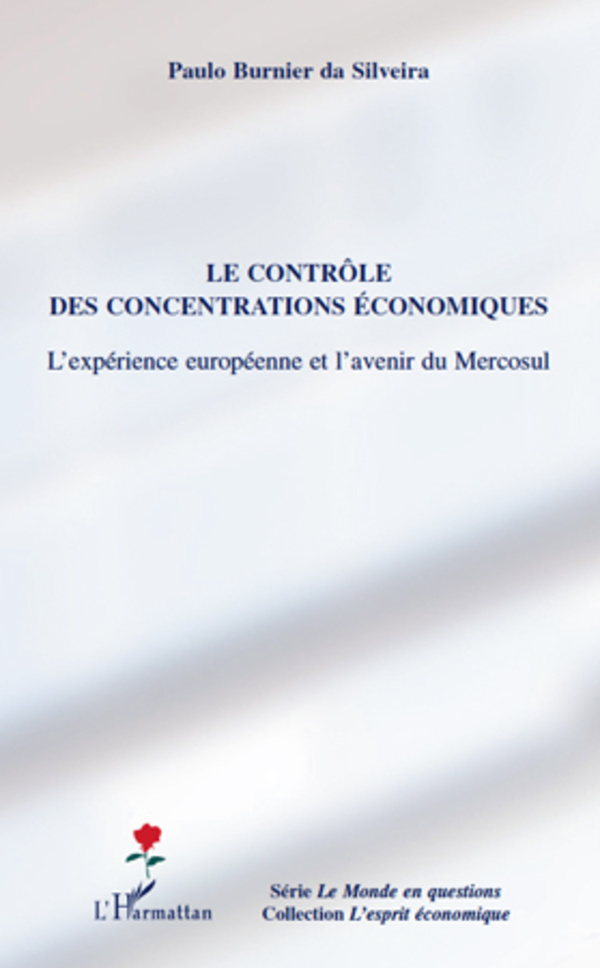 Paulo Burnier da Silveira
LE CONTRÔLE
DES CONCENTRATIONS ÉCONOMIQUES
L'expérience européenne et l'avenir du Mercosul
L'Harmattan
Série Le Monde en questions
Collection L'esprit économique